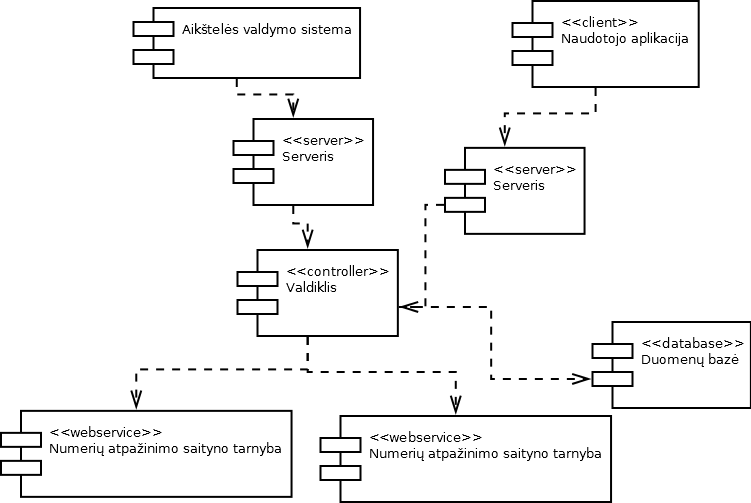 Aikštelės valdymo sistema
<<client>>
Naudotojo aplikacija
<<server>>
Serveris
<<server>>
Serveris
<<controller>>
Valdiklis
<<database>>
Duomenų bazė
<<webservice>>
Numerių atpažinimo saityno tarnyba
<<webservice>>
Numerių atpažinimo saityno tarnyba